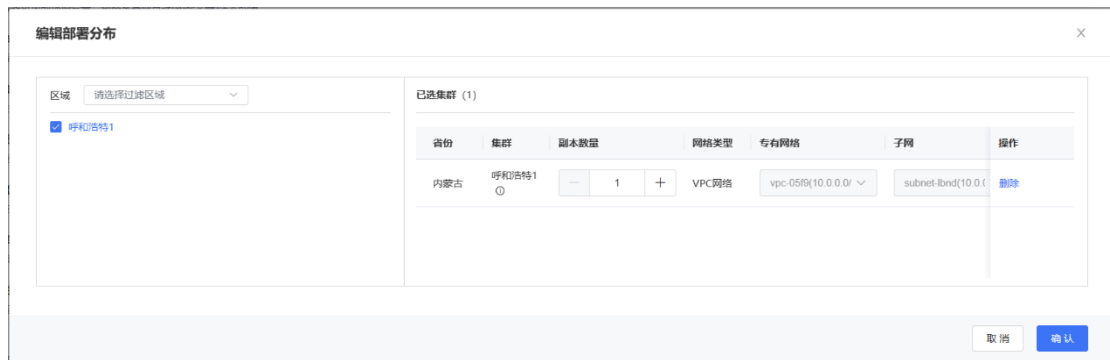 编辑部署分布
区域 请选择过滤区域
呼和浩特1
已选集群 (1)
省份 集群 副本数量 网络类型 专有网络 子网 操作
内蒙古 呼和浩特1 1 VPC网络 vpc-05f9(10.0.0.0/ subnet-lbnd(10.0.( 删除
取消 确认